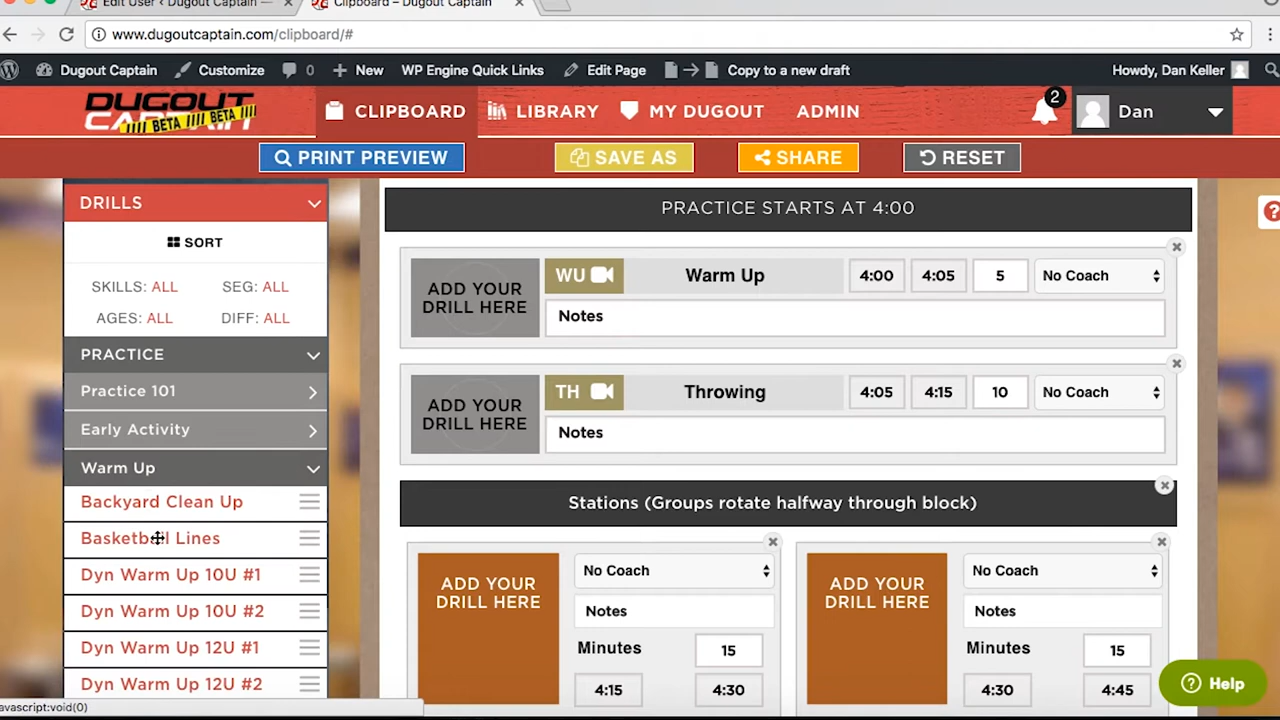 Edit User ‹ Dugout Captain —
Clipboard – Dugout Captain
www.dugoutcaptain.com/clipboard/#
Dugout Captain Customize 0 New WP Engine Quick Links Edit Page Copy to a new draft Howdy, Dan Keller
DUGOUT CAPTAIN
BETA BETA
CLIPBOARD LIBRARY MY DUGOUT ADMIN 2 Dan
PRINT PREVIEW SAVE AS SHARE RESET
DRILLS
SORT
SKILLS: ALL SEG: ALL
AGES: ALL DIFF: ALL
PRACTICE
Practice 101
Early Activity
Warm Up
Backyard Clean Up
Basketball Lines
Dyn Warm Up 10U #1
Dyn Warm Up 10U #2
Dyn Warm Up 12U #1
Dyn Warm Up 12U #2
avascript:void(0)
PRACTICE STARTS AT 4:00
ADD YOUR DRILL HERE
WU Warm Up 4:00 4:05 5 No Coach
Notes
ADD YOUR DRILL HERE
TH Throwing 4:05 4:15 10 No Coach
Notes
Stations (Groups rotate halfway through block)
ADD YOUR DRILL HERE
No Coach
Notes
Minutes 15
4:15 4:30
ADD YOUR DRILL HERE
No Coach
Notes
Minutes 15
4:30 4:45
? Help